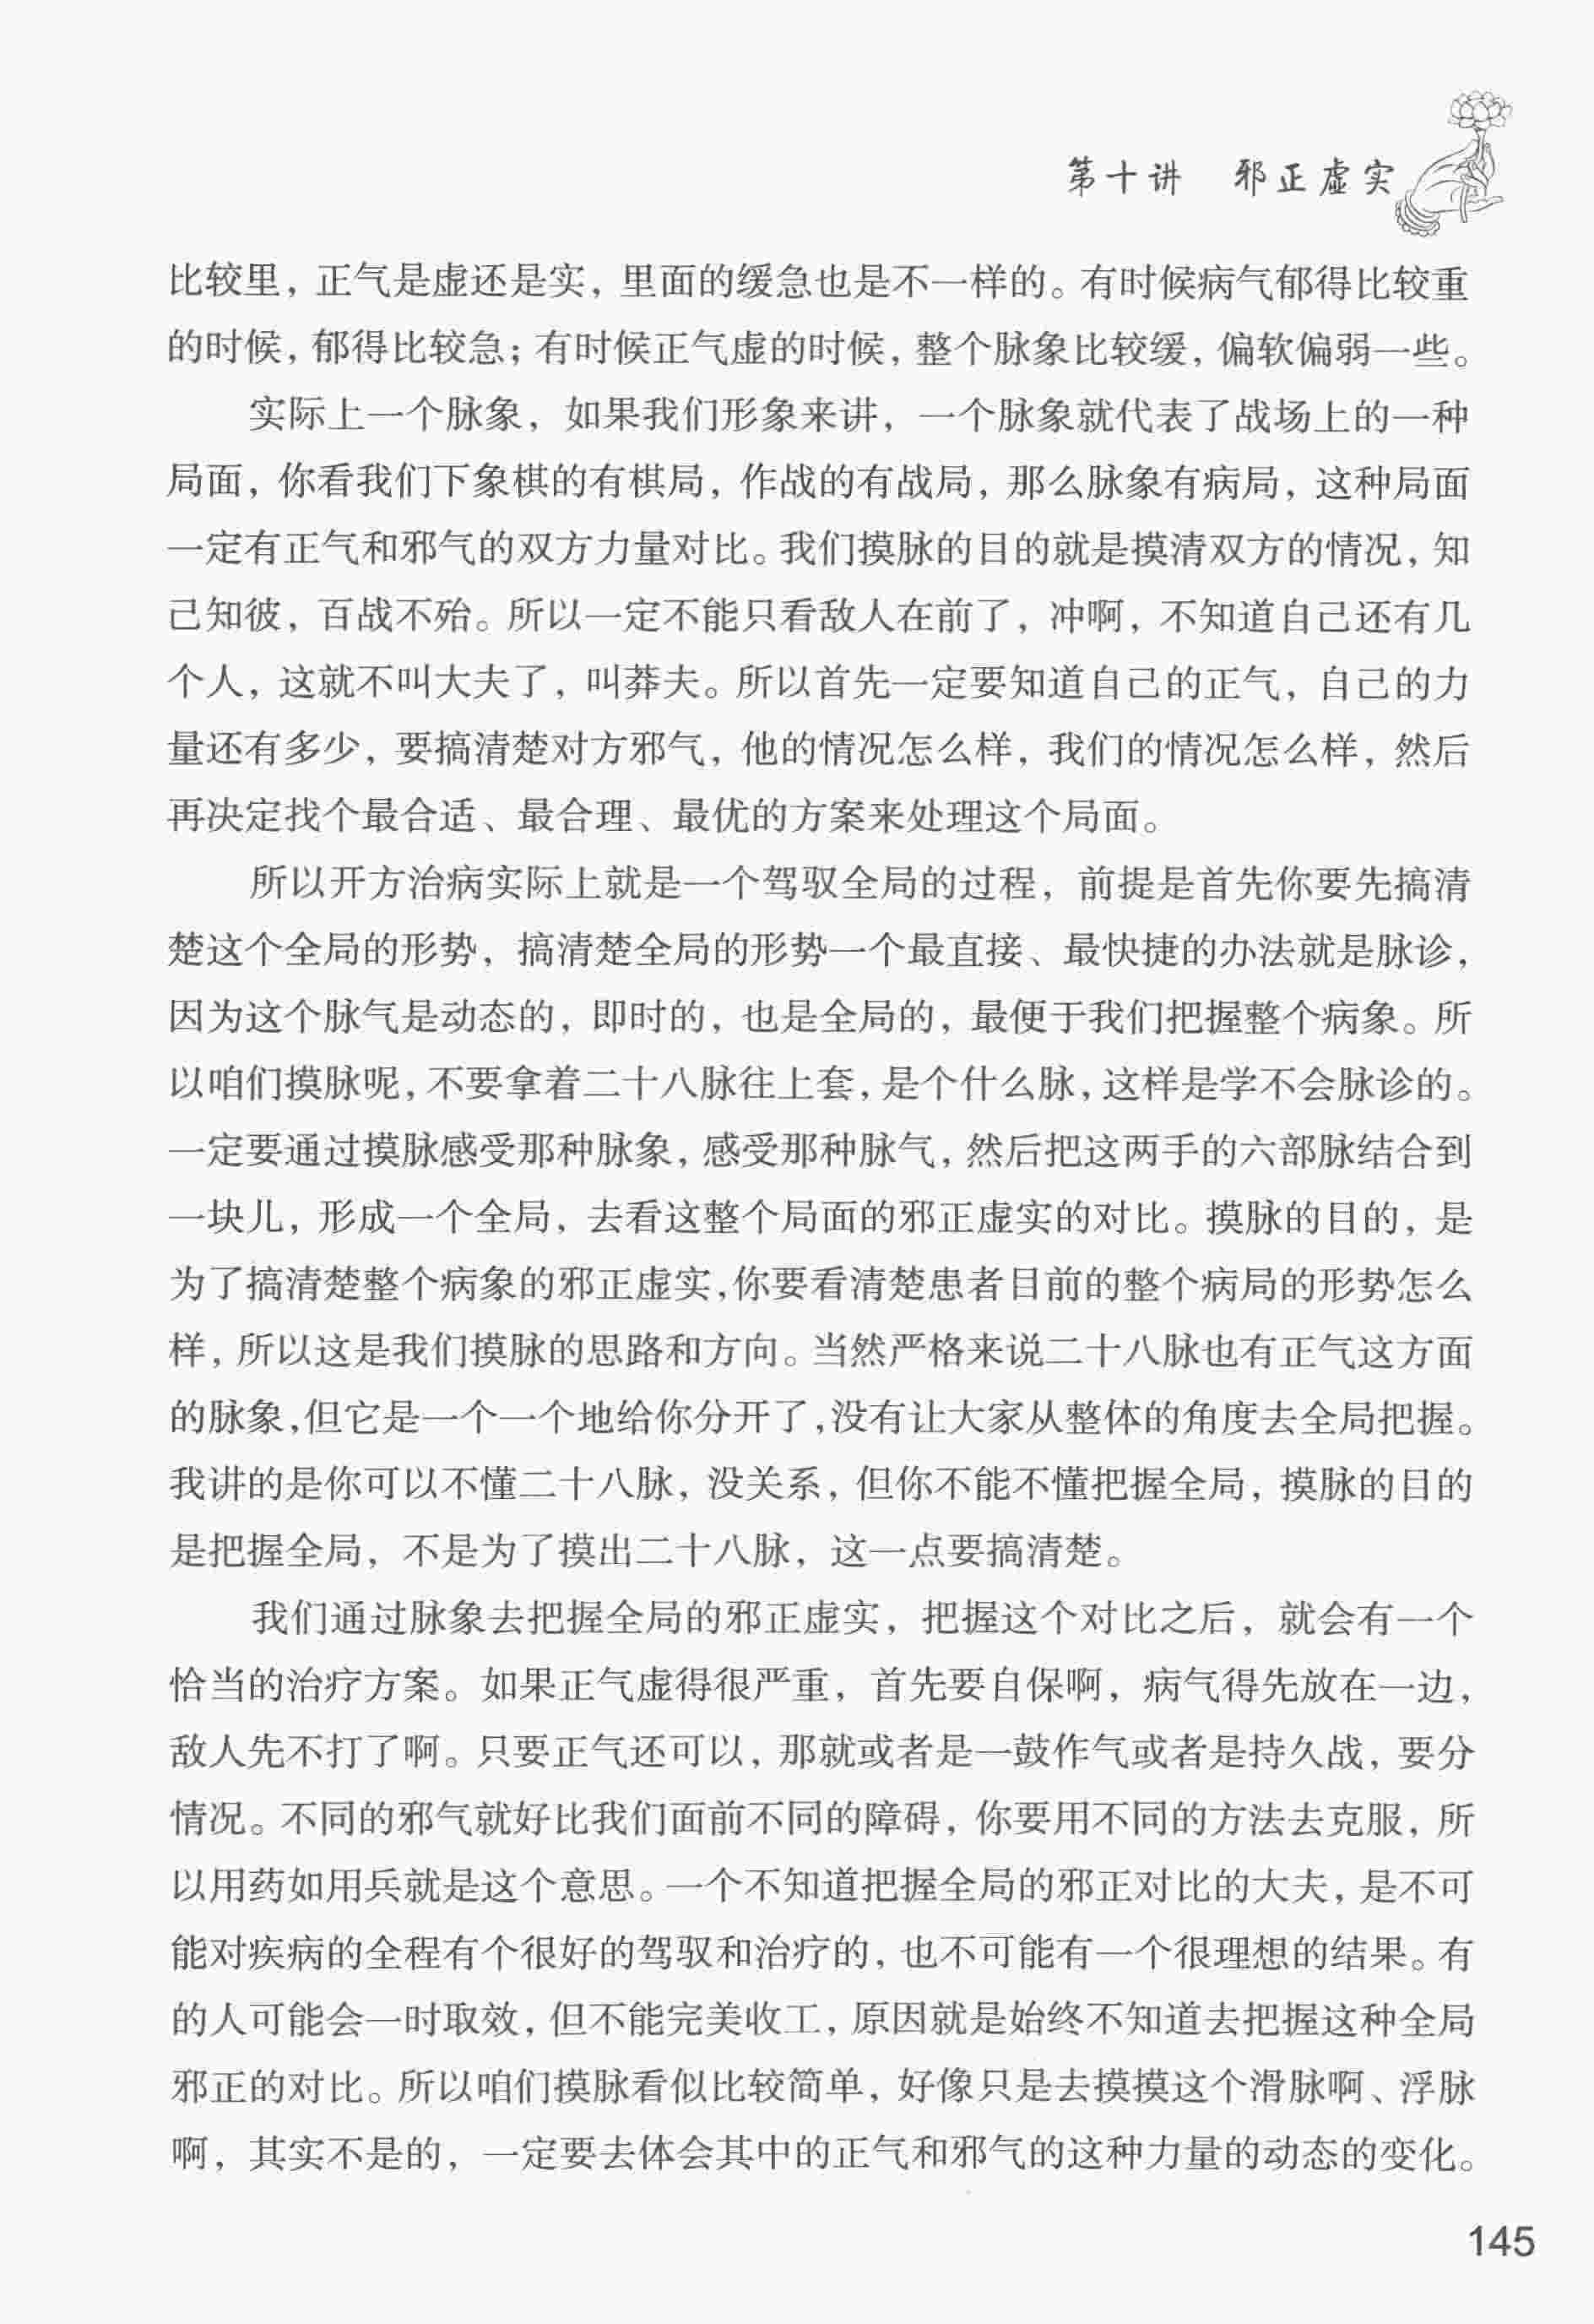 第十讲 邪正虚实
比较里，正气是虚还是实，里面的缓急也是不一样的。有时候病气郁得比较重
的时候，郁得比较急；有时候正气虚的时候，整个脉象比较缓，偏软偏弱一些。
实际上一个脉象，如果我们形象来讲，一个脉象就代表了战场上的一种
局面，你看我们下象棋的有棋局，作战的有战局，那么脉象有病局，这种局面
一定有正气和邪气的双方力量对比。我们摸脉的目的就是摸清双方的情况，知
己知彼，百战不殆。所以一定不能只看敌人在前了，冲啊，不知道自己还有几
个人，这就不叫大夫了，叫莽夫。所以首先一定要知道自己的正气，自己的力
量还有多少，要搞清楚对方邪气，他的情况怎么样，我们的情况怎么样，然后
再决定找个最合适、最合理、最优的方案来处理这个局面。
所以开方治病实际上就是一个驾驭全局的过程，前提是首先你要先搞清
楚这个全局的形势，搞清楚全局的形势一个最直接、最快捷的办法就是脉诊，
因为这个脉气是动态的，即时的，也是全局的，最便于我们把握整个病象。所
以咱们摸脉呢，不要拿着二十八脉往上套，是个什么脉，这样是学不会脉诊的。
一定要通过摸脉感受那种脉象，感受那种脉气，然后把这两手的六部脉结合到
一块儿，形成一个全局，去看这整个局面的邪正虚实的对比。摸脉的目的，是
为了搞清楚整个病象的邪正虚实，你要看清楚患者目前的整个病局的形势怎么
样，所以这是我们摸脉的思路和方向。当然严格来说二十八脉也有正气这方面
的脉象，但它是一个一个地给你分开了，没有让大家从整体的角度去全局把握。
我讲的是你可以不懂二十八脉，没关系，但你不能不懂把握全局，摸脉的目的
是把握全局，不是为了摸出二十八脉，这一点要搞清楚。
我们通过脉象去把握全局的邪正虚实，把握这个对比之后，就会有一个
恰当的治疗方案。如果正气虚得很严重，首先要自保啊，病气得先放在一边，
敌人先不打了啊。只要正气还可以，那就或者是一鼓作气或者是持久战，要分
情况。不同的邪气就好比我们面前不同的障碍，你要用不同的方法去克服，所
以用药如用兵就是这个意思。一个不知道把握全局的邪正对比的大夫，是不可
能对疾病的全程有个很好的驾驭和治疗的，也不可能有一个很理想的结果。有
的人可能会一时取效，但不能完美收工，原因就是始终不知道去把握这种全局
邪正的对比。所以咱们摸脉看似比较简单，好像只是去摸摸这个滑脉啊、浮脉
啊，其实不是的，一定要去体会其中的正气和邪气的这种力量的动态的变化。
145